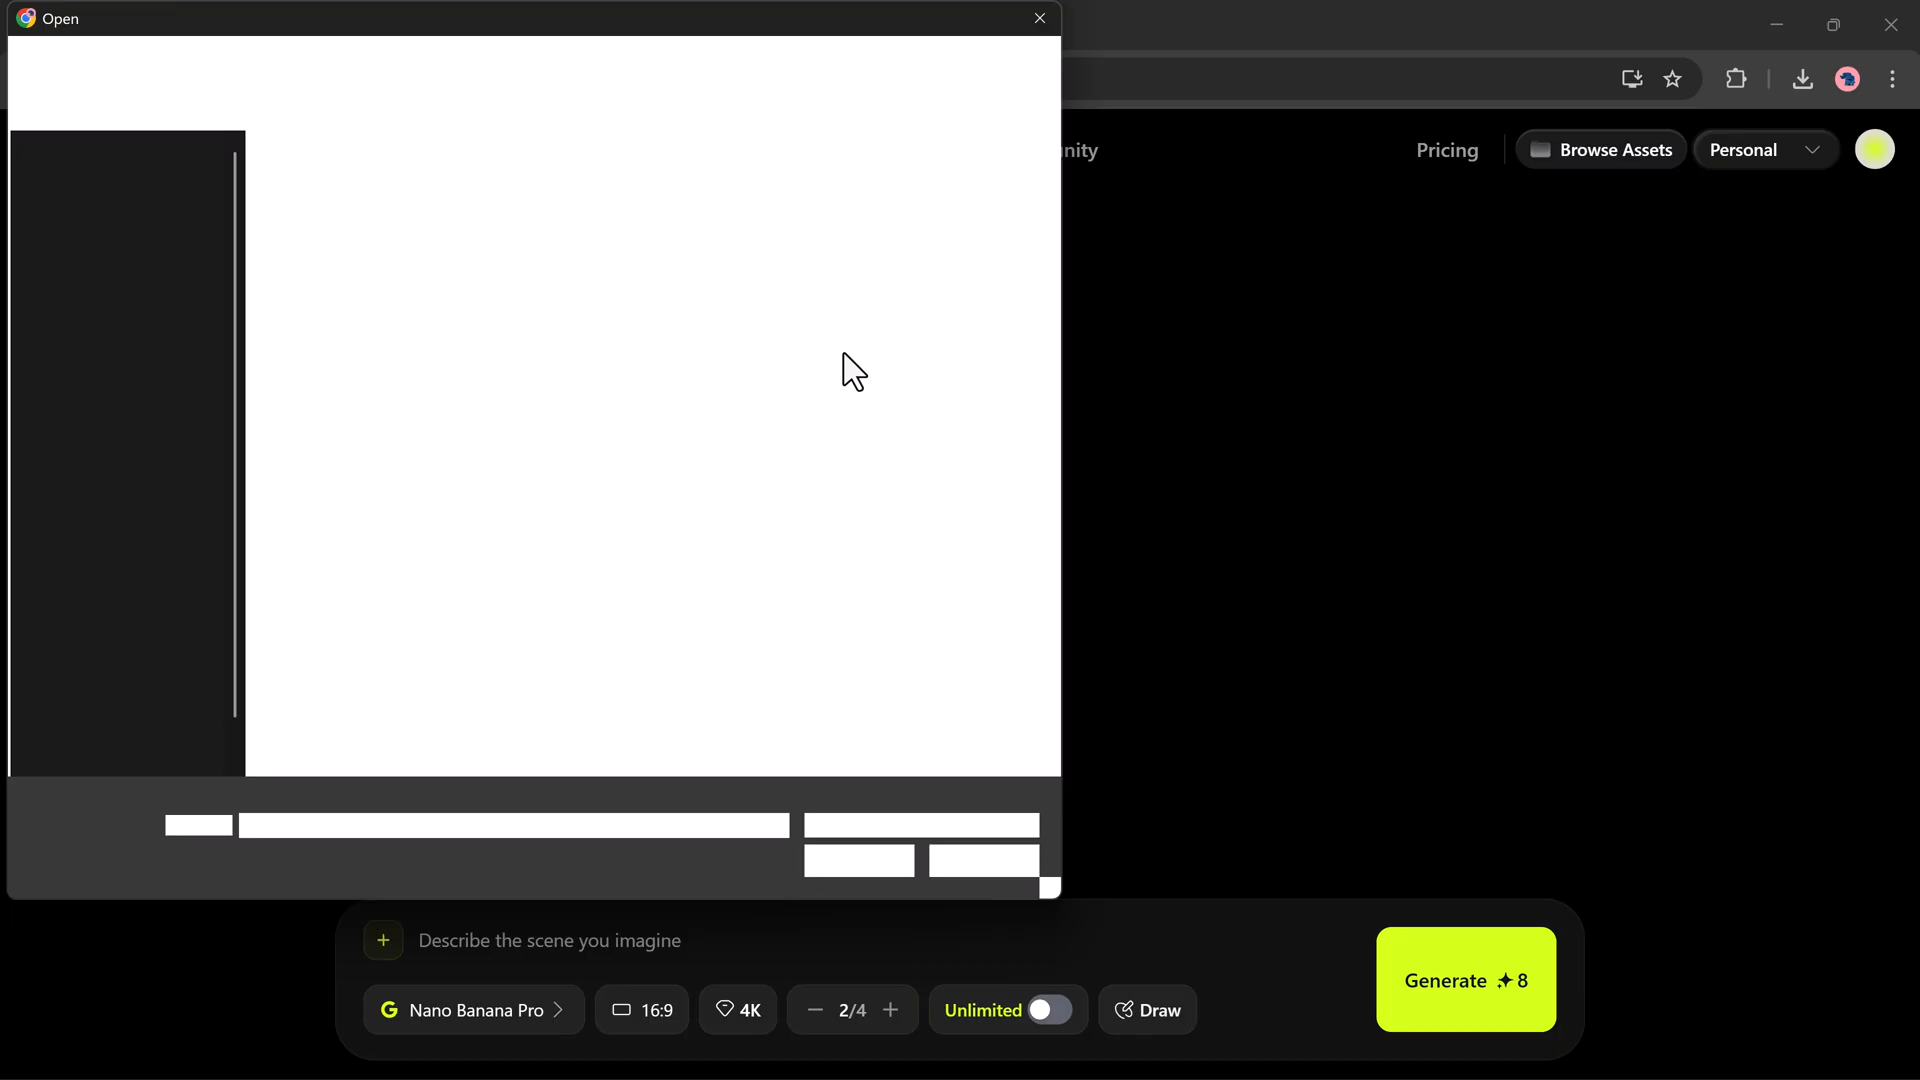 Open
nity
Pricing
Browse Assets
Personal
Describe the scene you imagine
Generate 8
G Nano Banana Pro
16:9
4K
2/4
Unlimited
Draw